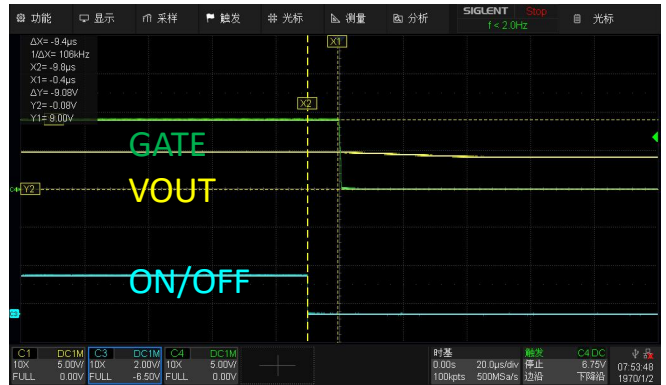 功能 显示 采样 触发 光标 测量 分析 SIGLENT Stop f < 2.0Hz 光标
ΔX= -9.4µs
1/ΔX= 106kHz
X2= -9.8µs
X1= -0.4µs
ΔY= -9.08V
Y2= -0.08V
Y1= 9.00V
X1
X2
GATE
Y2
VOUT
ON/OFF
C1 DC1M C3 DC1M C4 DC1M 时基 触发 C4 DC
10X 5.00V/ 10X 2.00V/ 10X 5.00V/ 0.00s 20.0µs/div 停止 6.75V 07:53:48
FULL 0.00V FULL -6.50V FULL 0.00V 100kpts 500MSa/s 边沿 下降沿 1970/1/2